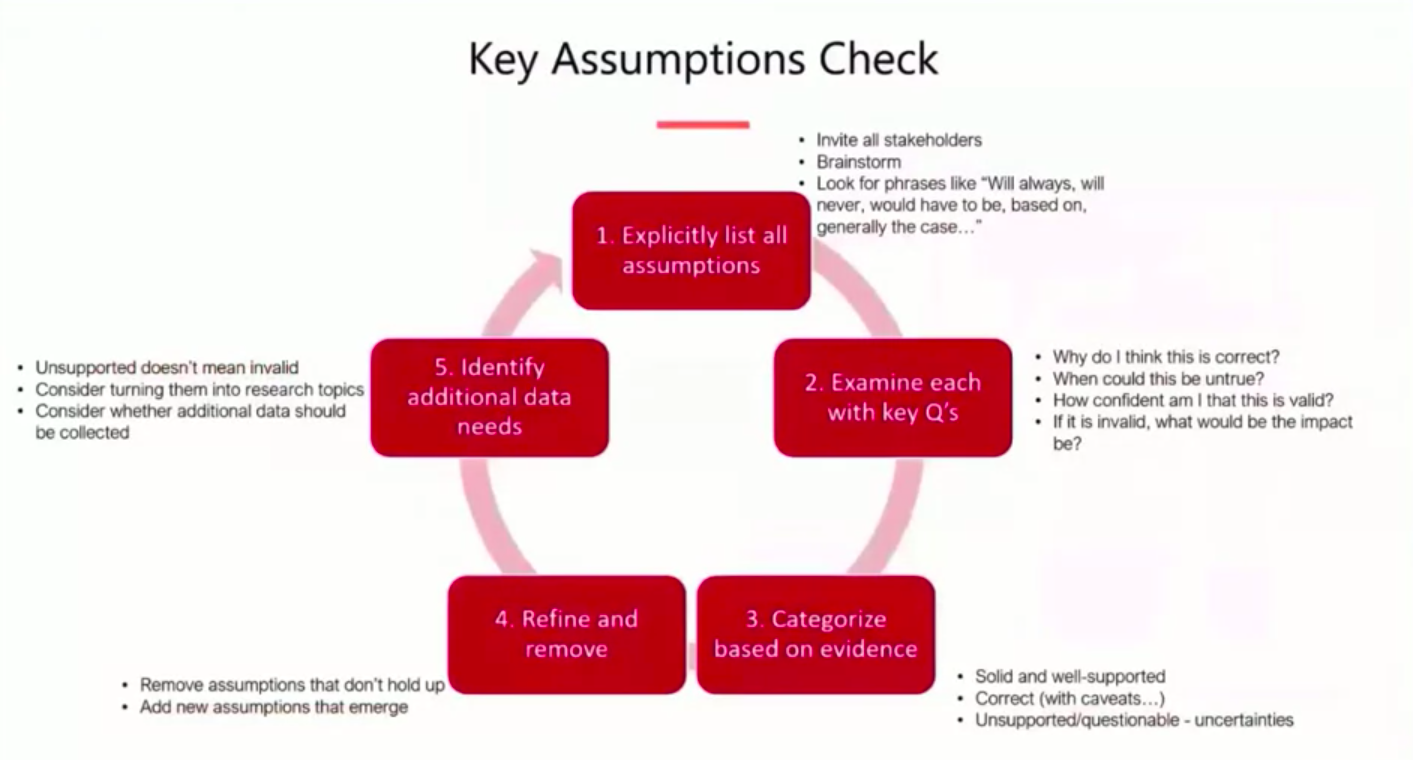 Key Assumptions Check
• Invite all stakeholders
• Brainstorm
• Look for phrases like “Will always, will
never, would have to be, based on,
generally the case…”
1. Explicitly list all
assumptions
2. Examine each
with key Q’s
• Why do I think this is correct?
• When could this be untrue?
• How confident am I that this is valid?
• If it is invalid, what would be the impact
be?
3. Categorize
based on evidence
• Solid and well-supported
• Correct (with caveats…)
• Unsupported/questionable - uncertainties
4. Refine and
remove
• Remove assumptions that don’t hold up
• Add new assumptions that emerge
5. Identify
additional data
needs
• Unsupported doesn’t mean invalid
• Consider turning them into research topics
• Consider whether additional data should
be collected